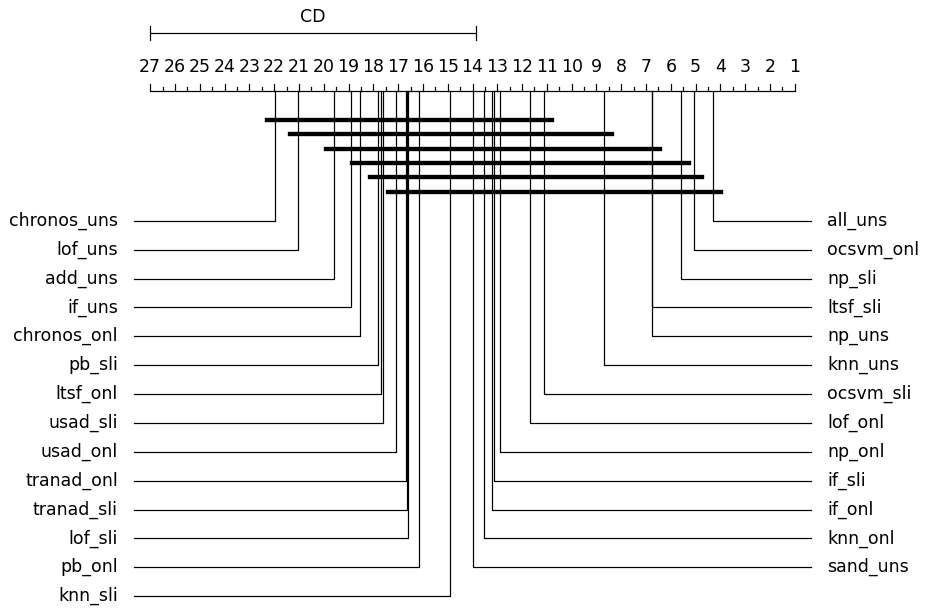 CD
27 26 25 24 23 22 21 20 19 18 17 16 15 14 13 12 11 10 9 8 7 6 5 4 3 2 1
chronos_uns all_uns
lof_uns ocsvm_onl
add_uns np_sli
if_uns ltsf_sli
chronos_onl np_uns
pb_sli knn_uns
ltsf_onl ocsvm_sli
usad_sli lof_onl
usad_onl np_onl
tranad_onl if_sli
tranad_sli if_onl
lof_sli knn_onl
pb_onl sand_uns
knn_sli